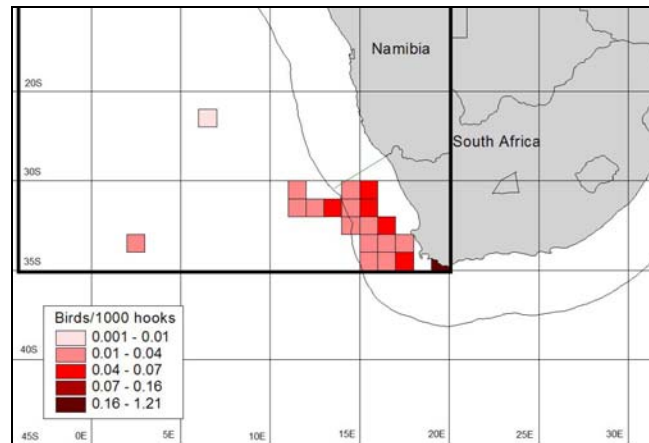 Namibia
20S
South Africa
30S
35S
Birds/1000 hooks
0.001 - 0.01
0.01 - 0.04
0.04 - 0.07
0.07 - 0.16
0.16 - 1.21
40S
45S
0E
5E
10E
15E
20E
25E
30E